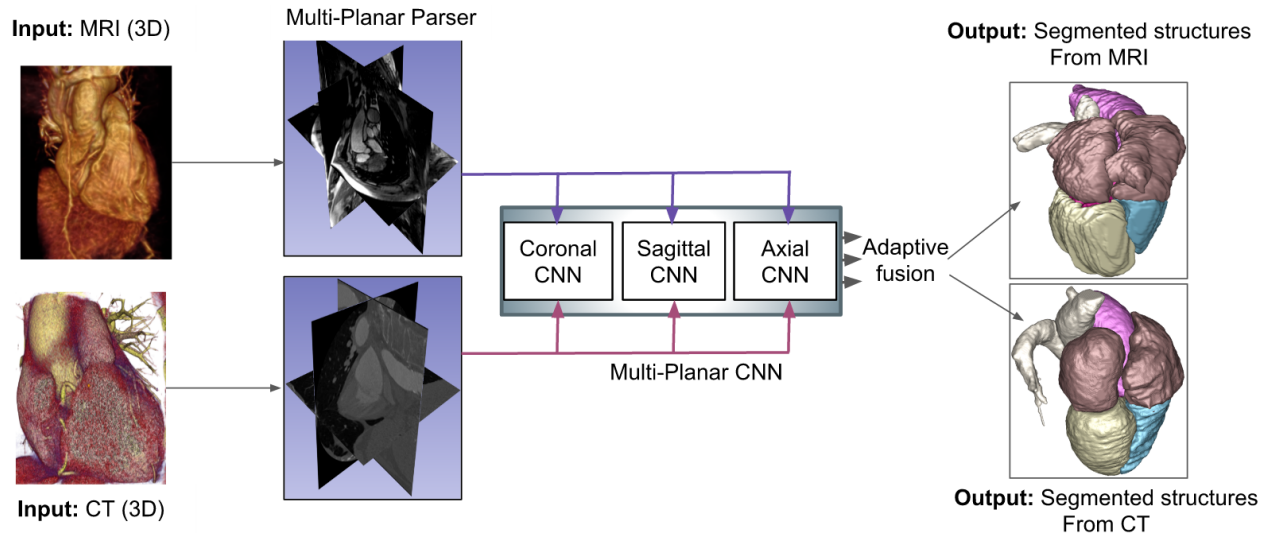 Multi-Planar Parser
Input: MRI (3D)
Output: Segmented structures
From MRI
Coronal
CNN
Sagittal
CNN
Axial
CNN
Adaptive
fusion
Multi-Planar CNN
Input: CT (3D)
Output: Segmented structures
From CT